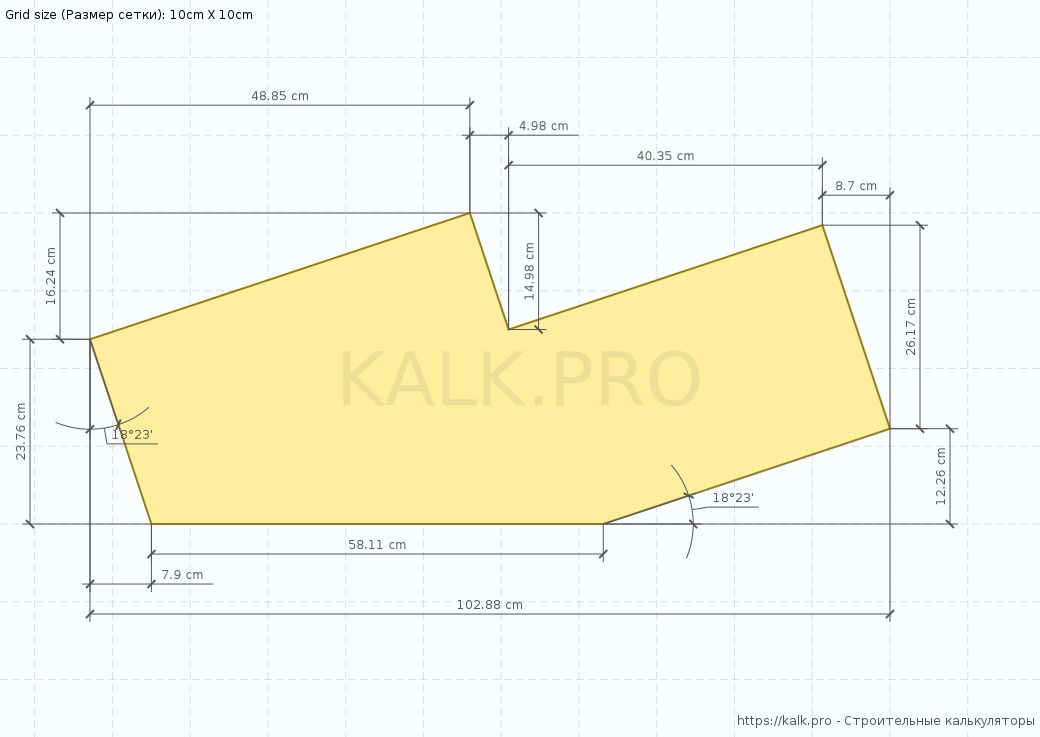 Grid size (Размер сетки): 10cm X 10cm
48.85 cm
4.98 cm
40.35 cm
8.7 cm
16.24 cm
14.98 cm
26.17 cm
KALK.PRO
23.76 cm
18°23'
12.26 cm
18°23'
58.11 cm
7.9 cm
102.88 cm
https://kalk.pro - Строительные калькуляторы